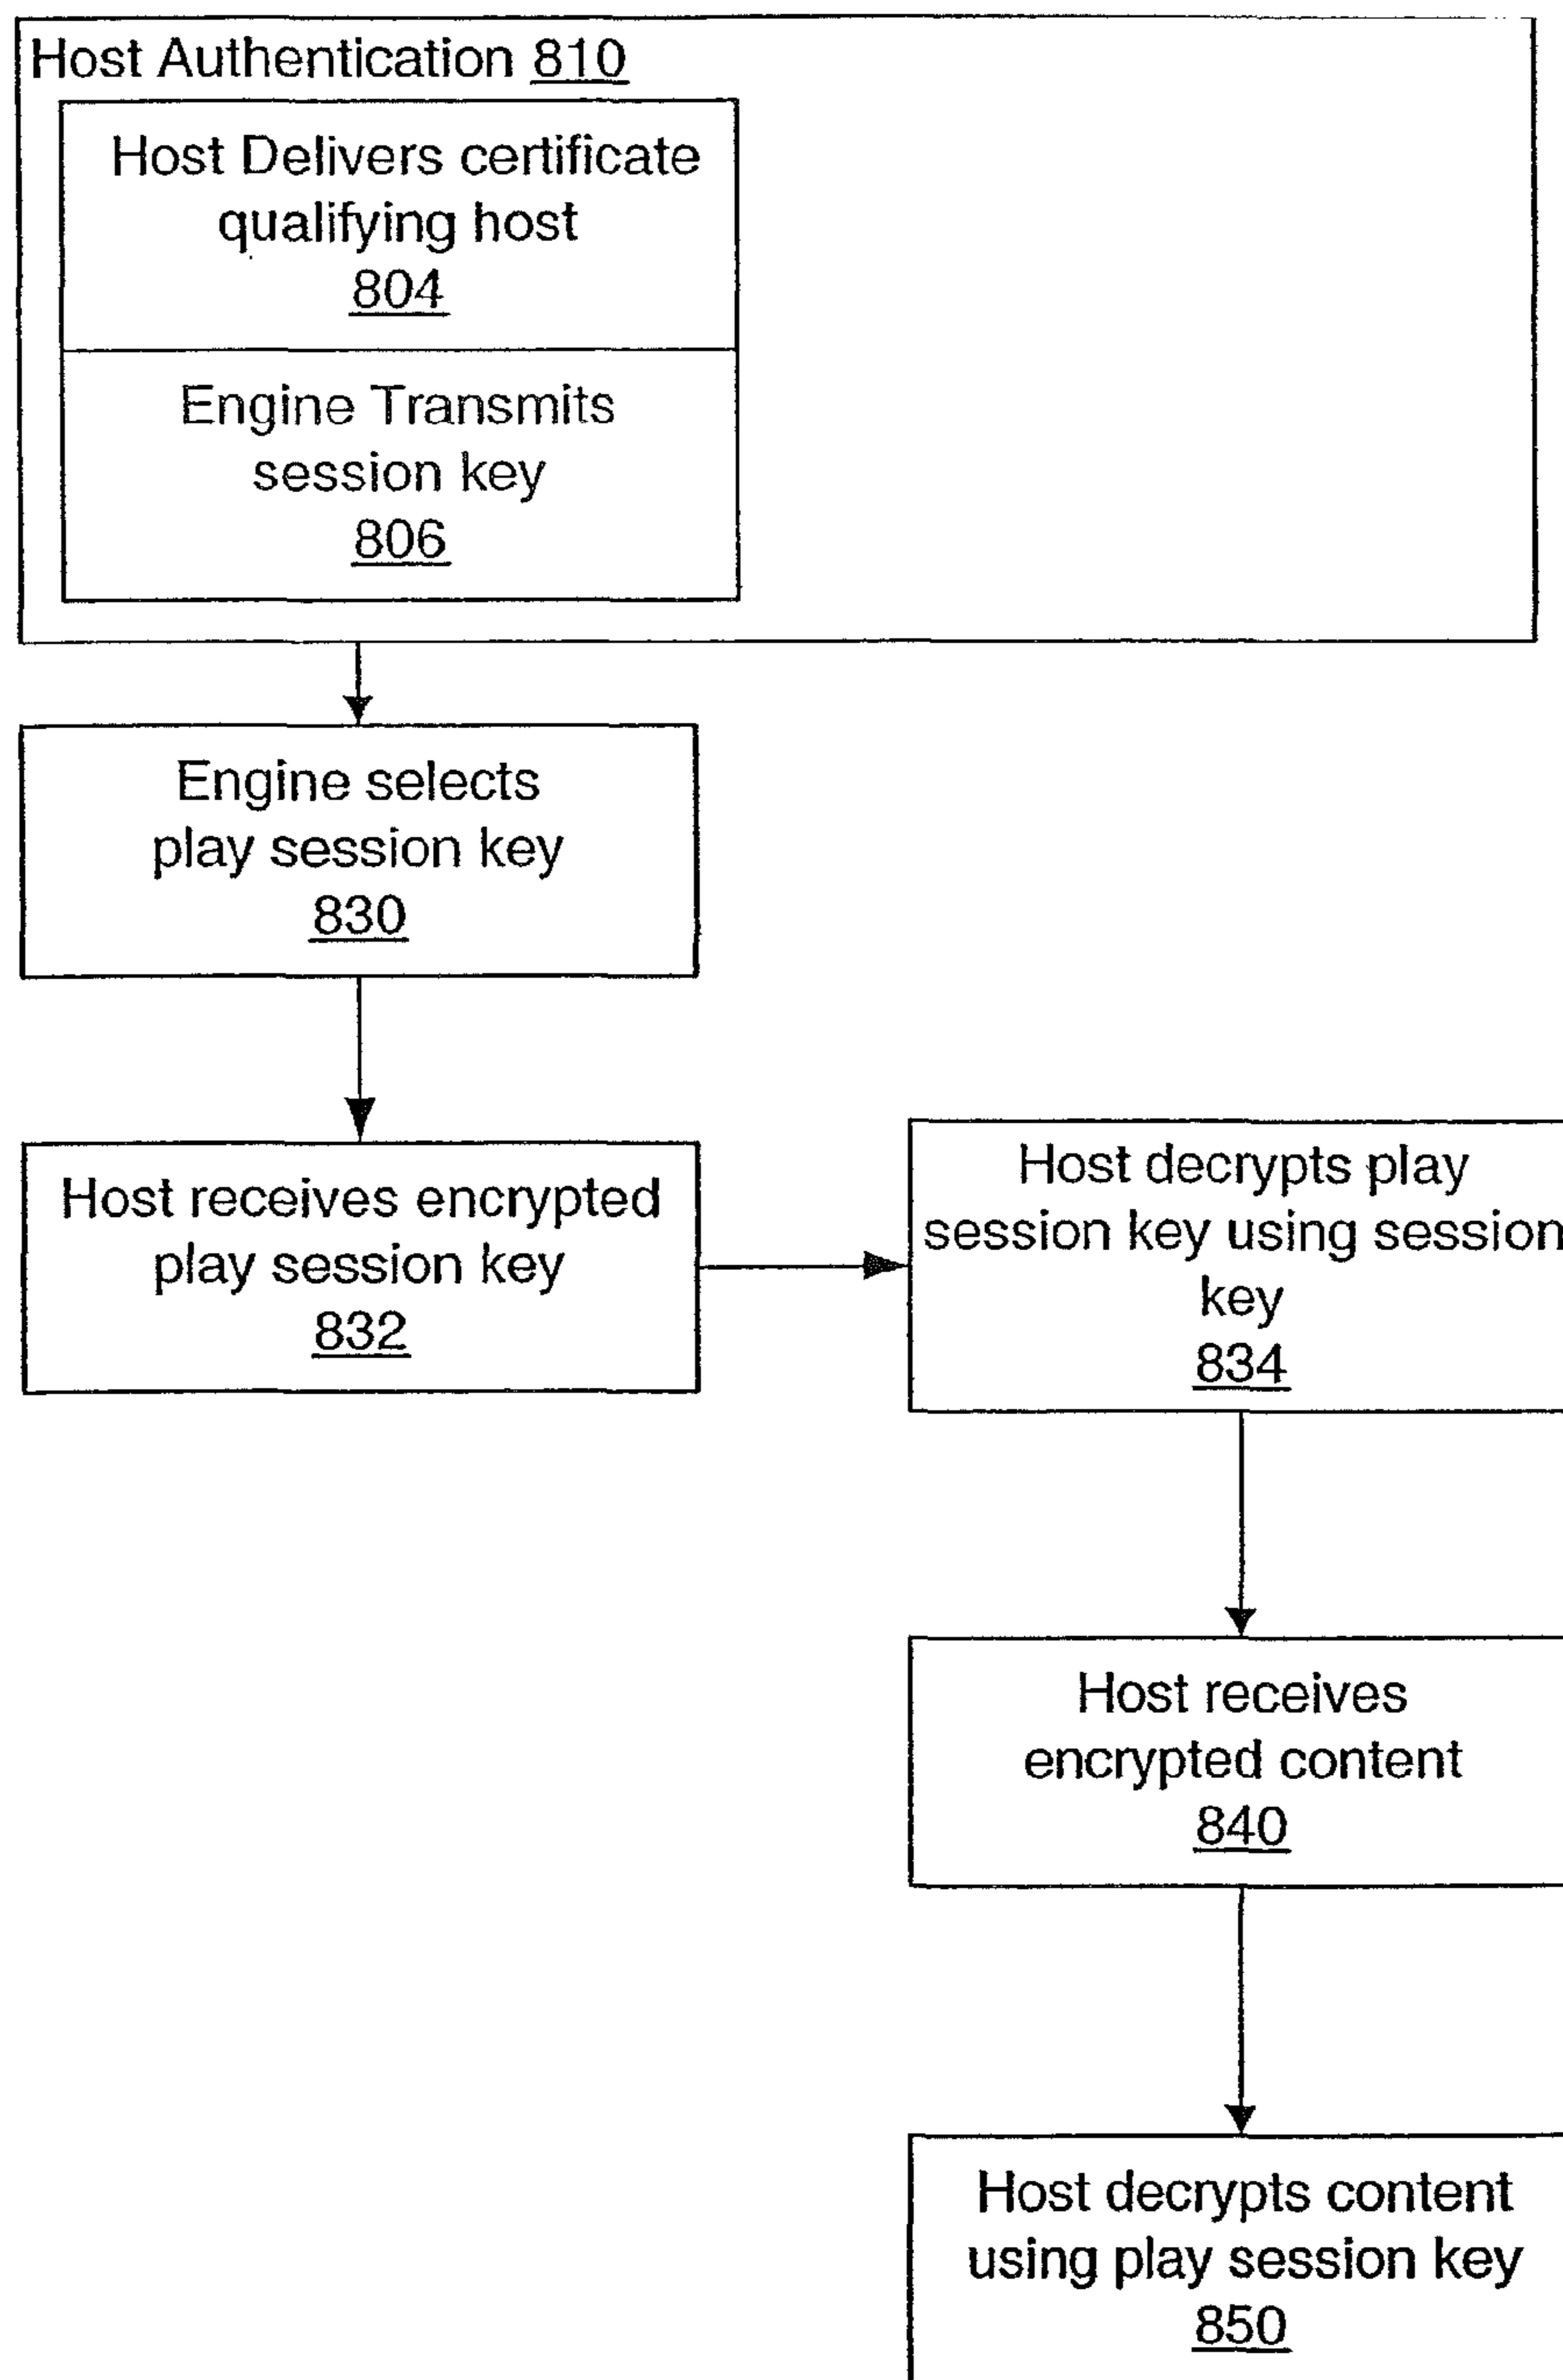 Host Authentication 810
Host Delivers certificate
qualifying host
804
Engine Transmits
session key
806
Engine selects
play session key
830
Host receives encrypted
play session key
832
Host decrypts play
session key using session
key
834
Host receives
encrypted content
840
Host decrypts content
using play session key
850